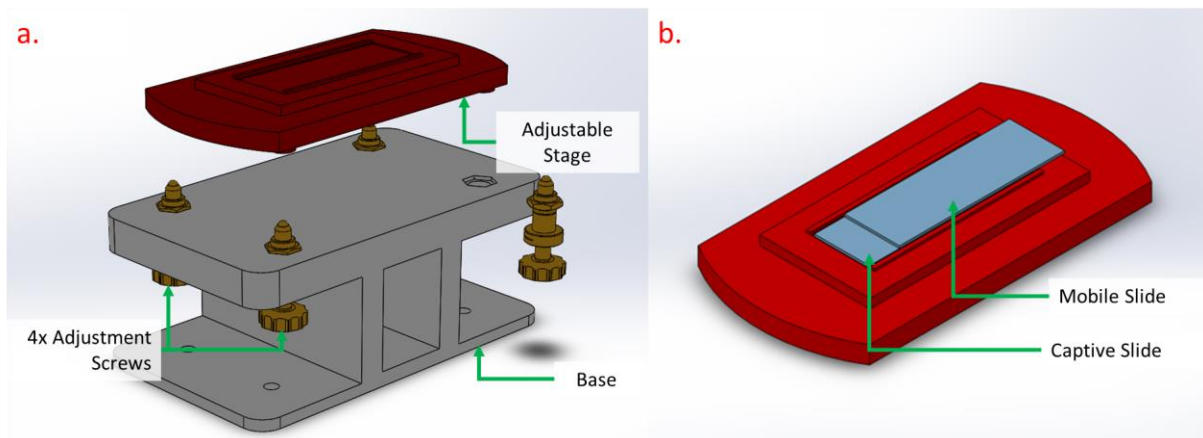 a.
Adjustable
Stage
4x Adjustment
Screws
Base
b.
Mobile Slide
Captive Slide